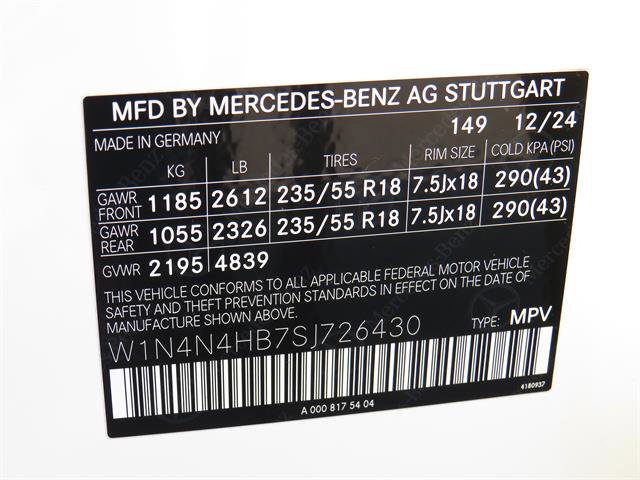 MFD BY MERCEDES-BENZ AG STUTTGART
MADE IN GERMANY 149 12/24
KG LB TIRES RIM SIZE COLD KPA(PSI)
GAWR FRONT 1185 2612 235/55 R18 7.5Jx18 290(43)
GAWR REAR 1055 2326 235/55 R18 7.5Jx18 290(43)
GVWR 2195 4839
THIS VEHICLE CONFORMS TO ALL APPLICABLE FEDERAL MOTOR VEHICLE
SAFETY AND THEFT PREVENTION STANDARDS IN EFFECT ON THE DATE OF
MANUFACTURE SHOWN ABOVE.
W1N4N4HB7SJ726430 TYPE: MPV
4180937
A 000 817 54 04